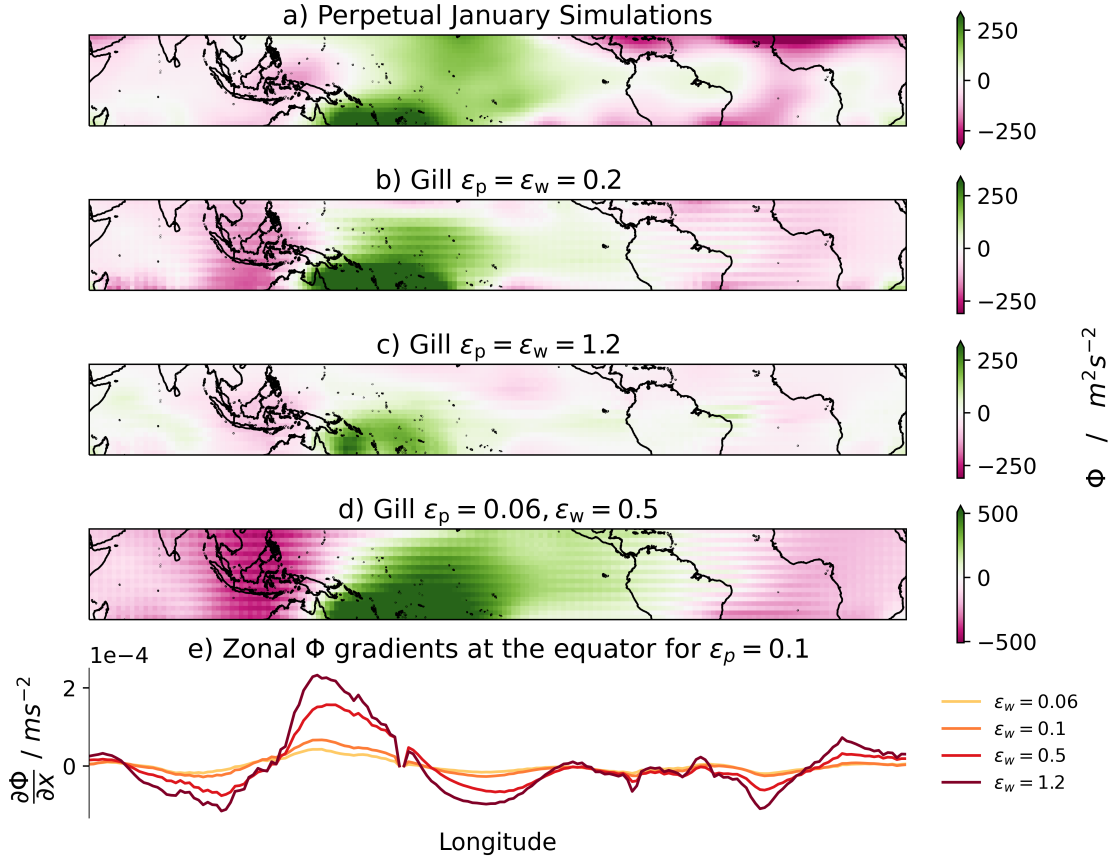 a) Perpetual January Simulations
250
0
−250
b) Gill εp = εw = 0.2
250
0
−250
c) Gill εp = εw = 1.2
250
0
−250
Φ / m²s⁻²
d) Gill εp = 0.06, εw = 0.5
500
0
−500
e) Zonal Φ gradients at the equator for εp = 0.1
1e−4
2
0
∂Φ/∂x / ms⁻²
Longitude
εw = 0.06
εw = 0.1
εw = 0.5
εw = 1.2